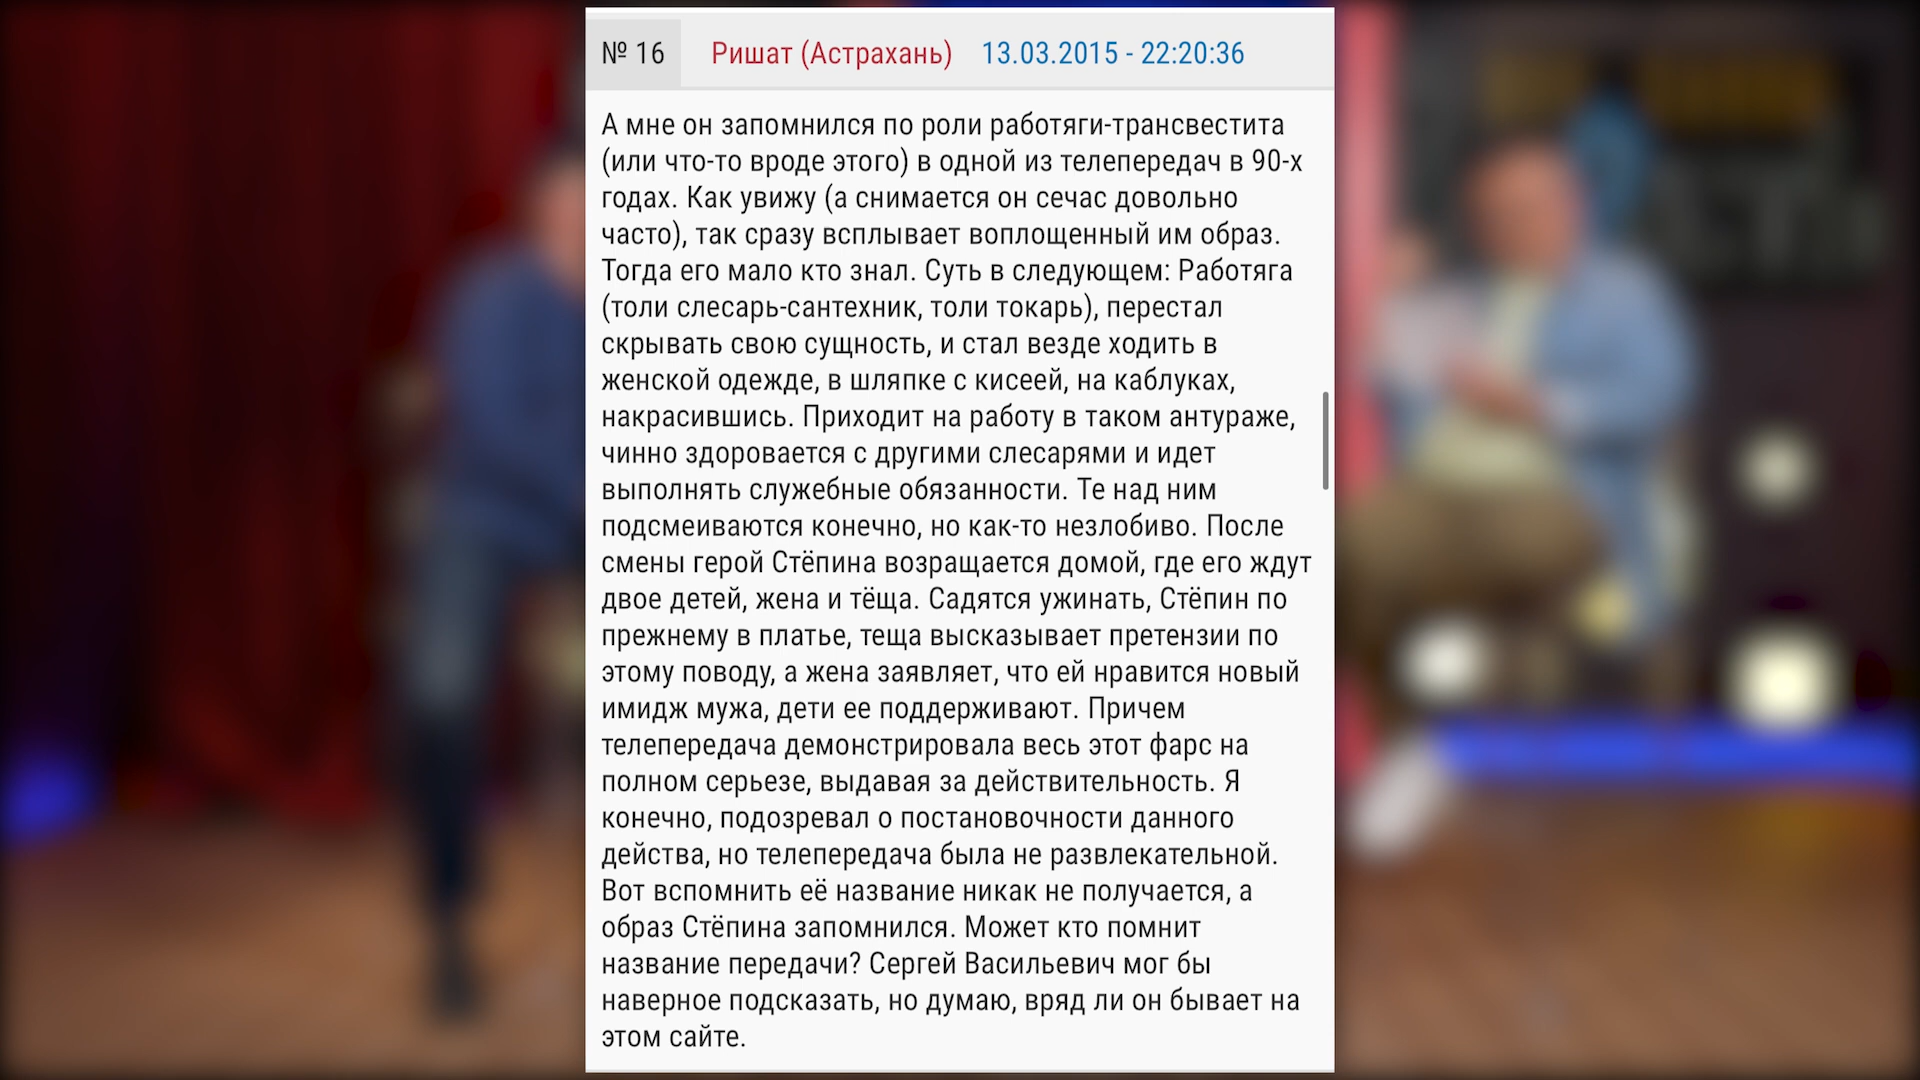 № 16 Ришат (Астрахань) 13.03.2015 - 22:20:36
А мне он запомнился по роли работяги-трансвестита
(или что-то вроде этого) в одной из телепередач в 90-х
годах. Как увижу (а снимается он сечас довольно
часто), так сразу всплывает воплощенный им образ.
Тогда его мало кто знал. Суть в следующем: Работяга
(толи слесарь-сантехник, толи токарь), перестал
скрывать свою сущность, и стал везде ходить в
женской одежде, в шляпке с кисеей, на каблуках,
накрасившись. Приходит на работу в таком антураже,
чинно здоровается с другими слесарями и идет
выполнять служебные обязанности. Те над ним
подсмеиваются конечно, но как-то незлобиво. После
смены герой Стёпина возращается домой, где его ждут
двое детей, жена и тёща. Садятся ужинать, Стёпин по
прежнему в платье, теща высказывает претензии по
этому поводу, а жена заявляет, что ей нравится новый
имидж мужа, дети ее поддерживают. Причем
телепередача демонстрировала весь этот фарс на
полном серьезе, выдавая за действительность. Я
конечно, подозревал о постановочности данного
действа, но телепередача была не развлекательной.
Вот вспомнить её название никак не получается, а
образ Стёпина запомнился. Может кто помнит
название передачи? Сергей Васильевич мог бы
наверное подсказать, но думаю, вряд ли он бывает на
этом сайте.